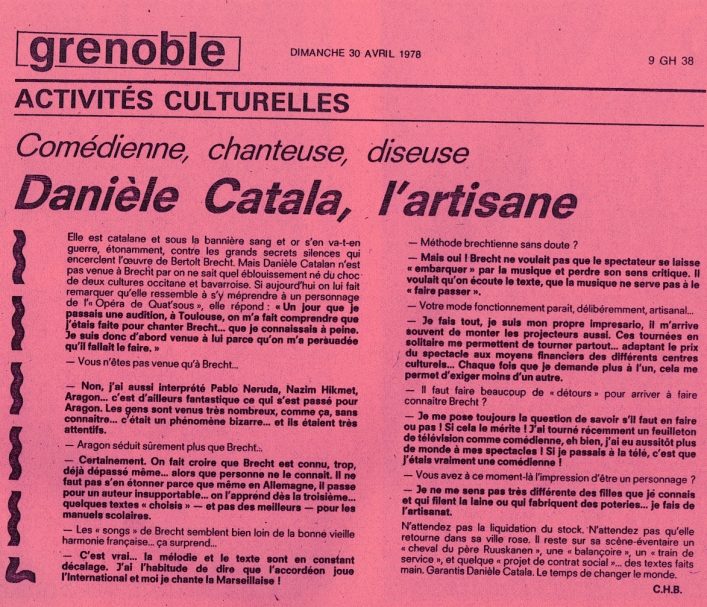 grenoble
DIMANCHE 30 AVRIL 1978
9 GH 38
ACTIVITÉS CULTURELLES
Comédienne, chanteuse, diseuse
Danièle Catala, l'artisane
Elle est catalane et sous la bannière sang et or s'en va-t-en
guerre, étonamment, contre les grands secrets silences qui
encerclent l'œuvre de Bertolt Brecht. Mais Danièle Catalan n'est
pas venue à Brecht par on ne sait quel éblouissement né du choc
de deux cultures occitane et bavaroise. Si aujourd'hui on lui fait
remarquer qu'elle ressemble à s'y méprendre à un personnage
de l'« Opéra de Quat'sous », elle répond : « Un jour que je
passais une audition, à Toulouse, on m'a fait comprendre que
j'étais faite pour chanter Brecht... que je connaissais à peine.
Je suis donc d'abord venue à lui parce qu'on m'a persuadée
qu'il fallait le faire. »
— Vous n'êtes pas venue qu'à Brecht...
— Non, j'ai aussi interprété Pablo Neruda, Nazim Hikmet,
Aragon... c'est d'ailleurs fantastique ce qui s'est passé pour
Aragon. Les gens sont venus très nombreux, comme ça, sans
connaitre... c'était un phénomène bizarre... et ils étaient très
attentifs.
— Aragon séduit sûrement plus que Brecht...
— Certainement. On fait croire que Brecht est connu, trop,
déjà dépassé même... alors que personne ne le connait. Il ne
faut pas s'en étonner parce que même en Allemagne, il passe
pour un auteur insupportable... on l'apprend dès la troisième...
quelques textes « choisis » — et pas des meilleurs — pour les
manuels scolaires.
— Les « songs » de Brecht semblent bien loin de la bonne vieille
harmonie française... ça surprend...
— C'est vrai... la mélodie et le texte sont en constant
décalage. J'ai l'habitude de dire que l'accordéon joue
l'International et moi je chante la Marseillaise !
— Méthode brechtienne sans doute ?
— Mais oui ! Brecht ne voulait pas que le spectateur se laisse
« embarquer » par la musique et perdre son sens critique. Il
voulait qu'on écoute le texte, que la musique ne serve pas à le
« faire passer ».
— Votre mode fonctionnement parait, délibérément, artisanal...
— Je fais tout, je suis mon propre impresario, il m'arrive
souvent de monter les projecteurs aussi. Ces tournées en
solitaire me permettent de tourner partout... adaptant le prix
du spectacle aux moyens financiers des différents centres
culturels... Chaque fois que je demande plus à l'un, cela me
permet d'exiger moins d'un autre.
— Il faut faire beaucoup de « détours » pour arriver à faire
connaître Brecht ?
— Je me pose toujours la question de savoir s'il faut en faire
ou pas ! Si cela le mérite ! J'ai tourné récemment un feuilleton
de télévision comme comédienne, eh bien, j'ai eu aussitôt plus
de monde à mes spectacles ! Si je passais à la télé, c'est que
j'étais vraiment une comédienne !
— Vous avez à ce moment-là l'impression d'être un personnage ?
— Je ne me sens pas très différente des filles que je connais
et qui filent la laine ou qui fabriquent des poteries... je fais de
l'artisanat.
N'attendez pas la liquidation du stock. N'attendez pas qu'elle
retourne dans sa ville rose. Il reste sur sa scène-éventaire un
« cheval du père Ruuskanen », une « balançoire », un « train de
service », et quelque « projet de contrat social »... des textes faits
main. Garantis Danièle Catala. Le temps de changer le monde.
C.H.B.